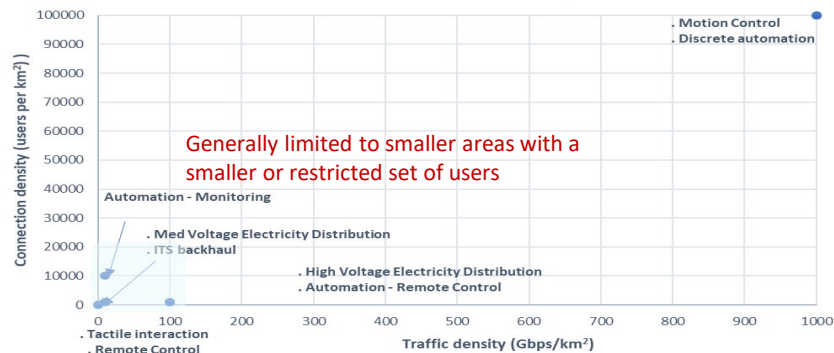 Connection density (users per km²))
100000
90000
80000
70000
60000
50000
40000
30000
20000
10000
0
. Motion Control
. Discrete automation
Generally limited to smaller areas with a
smaller or restricted set of users
Automation - Monitoring
. Med Voltage Electricity Distribution
. ITS backhaul
. High Voltage Electricity Distribution
. Automation - Remote Control
0 100 200 300 400 500 600 700 800 900 1000
. Tactile interaction
. Remote Control
Traffic density (Gbps/km²)